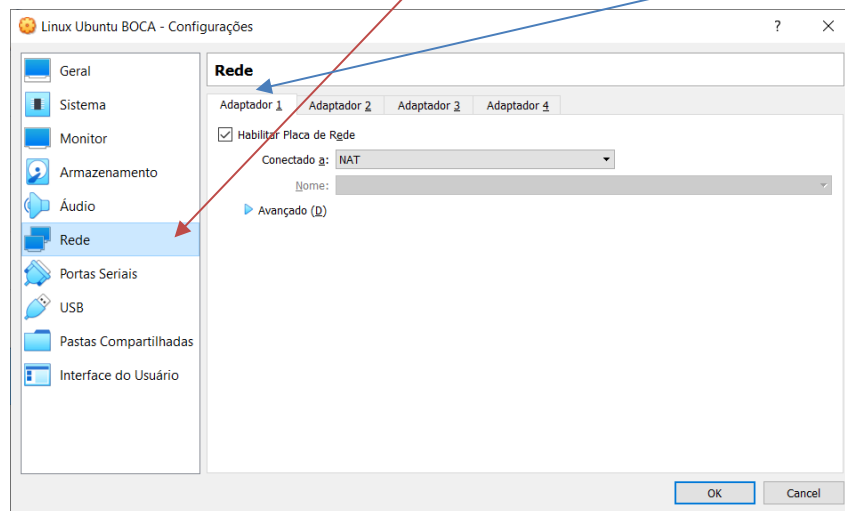 Linux Ubuntu BOCA - Configurações
?
Geral
Sistema
Monitor
Armazenamento
Áudio
Rede
Portas Seriais
USB
Pastas Compartilhadas
Interface do Usuário
Rede
Adaptador 1 Adaptador 2 Adaptador 3 Adaptador 4
Habilitar Placa de Rede
Conectado a: NAT
Nome:
Avançado (D)
OK Cancel